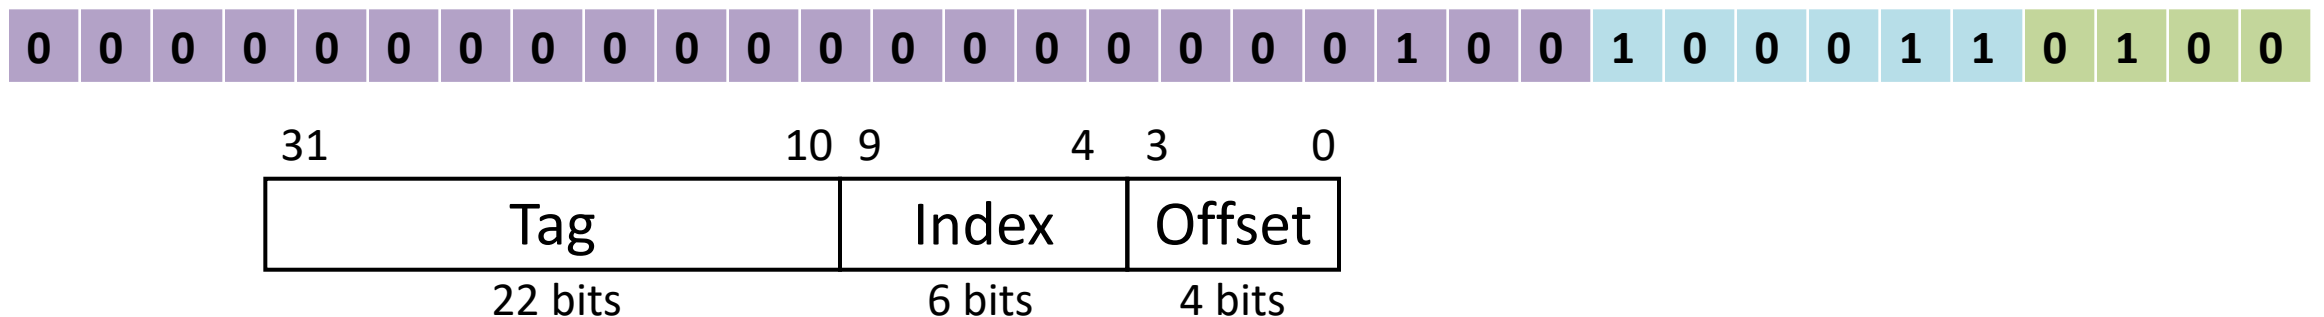 0 0 0 0 0 0 0 0 0 0 0 0 0 0 0 0 0 0 0 1 0 0 1 0 0 0 1 1 0 1 0 0
31 10 9 4 3 0
Tag Index Offset
22 bits 6 bits 4 bits